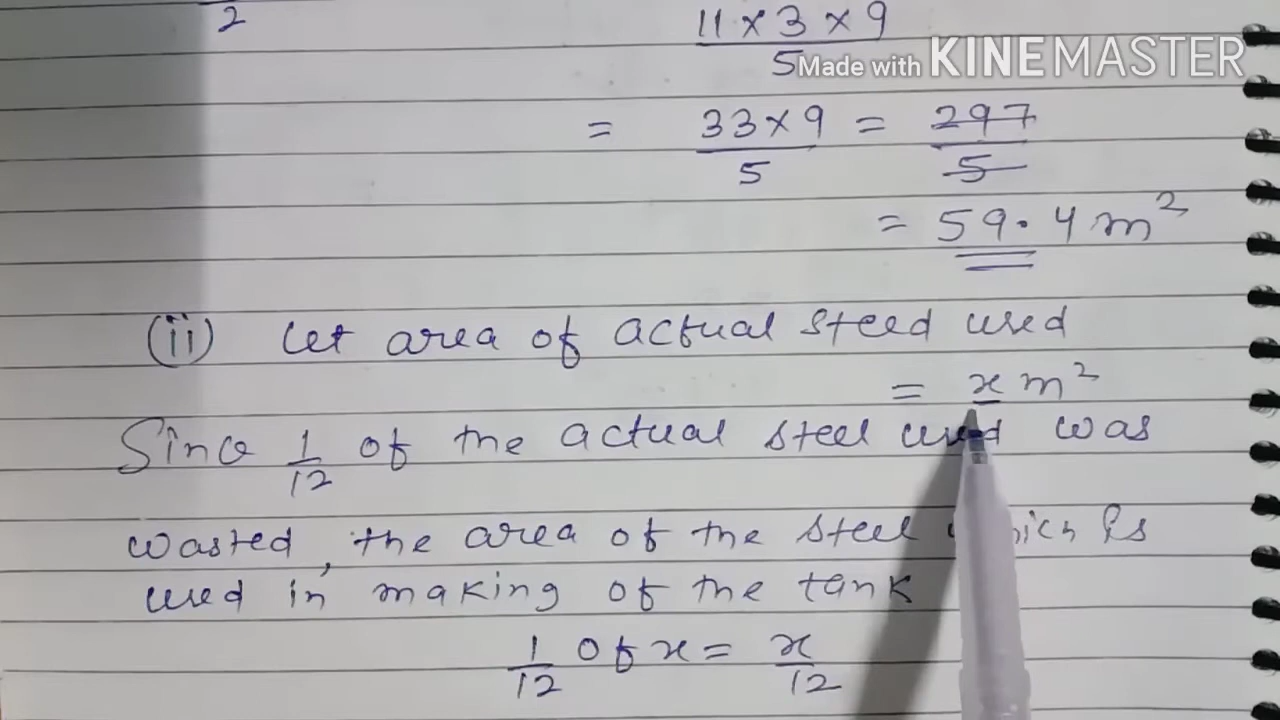 2
11 × 3 × 9
5
Made with KINEMASTER
= 33×9 = 297
5 5
= 59.4 m²
(ii) Let area of actual steed used
= x m²
Since 1/12 of the actual steel used was
wasted, the area of the steel is
used in making of the tank
1/12 of x = x/12